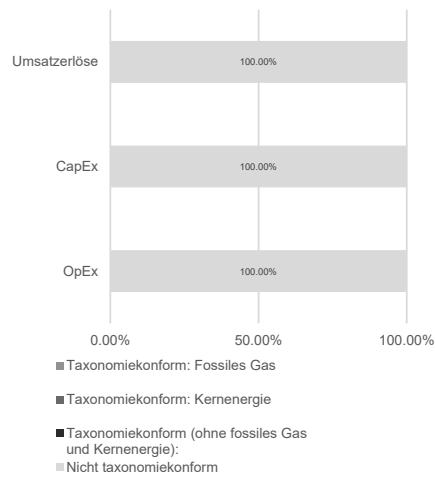 Umsatzerlöse
100.00%
CapEx
100.00%
OpEx
100.00%
0.00% 50.00% 100.00%
Taxonomiekonform: Fossiles Gas
Taxonomiekonform: Kernenergie
Taxonomiekonform (ohne fossiles Gas
und Kernenergie):
Nicht taxonomiekonform